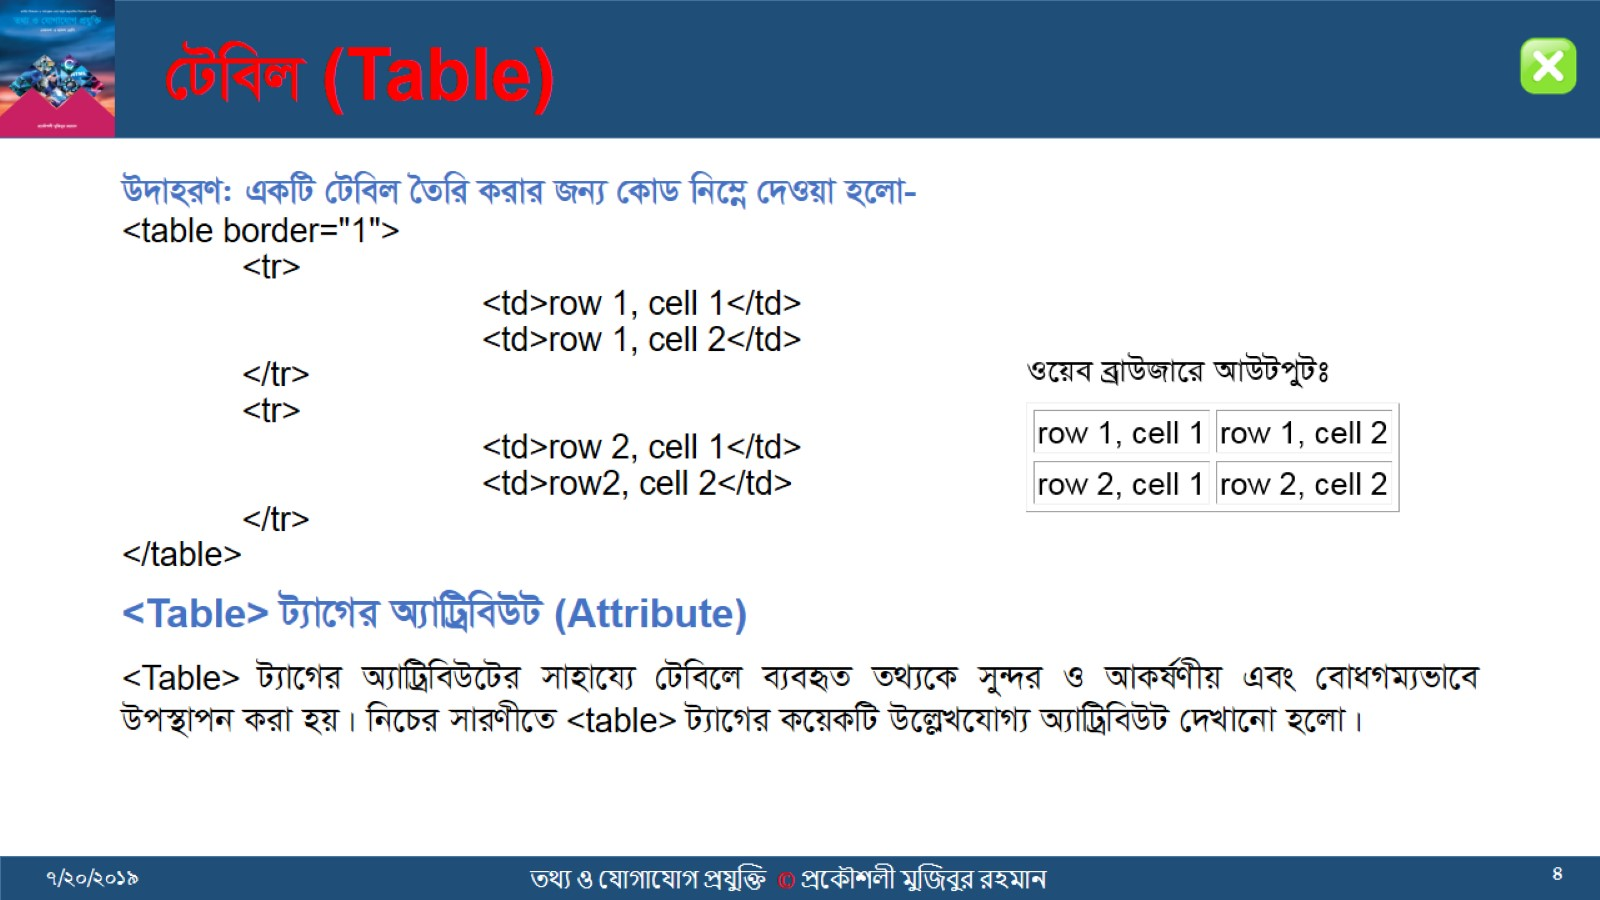 তথ্য ও যোগাযোগ প্রযুক্তি
টেবিল (Table)
উদাহরণ: একটি টেবিল তৈরি করার জন্য কোড নিম্নে দেওয়া হলো-
<table border="1">
<tr>
<td>row 1, cell 1</td>
<td>row 1, cell 2</td>
</tr>
<tr>
<td>row 2, cell 1</td>
<td>row2, cell 2</td>
</tr>
</table>
ওয়েব ব্রাউজারে আউটপুটঃ
row 1, cell 1 row 1, cell 2
row 2, cell 1 row 2, cell 2
<Table> ট্যাগের অ্যাট্রিবিউট (Attribute)
<Table> ট্যাগের অ্যাট্রিবিউটের সাহায্যে টেবিলে ব্যবহৃত তথ্যকে সুন্দর ও আকর্ষণীয় এবং বোধগম্যভাবে
উপস্থাপন করা হয়। নিচের সারণীতে <table> ট্যাগের কয়েকটি উল্লেখযোগ্য অ্যাট্রিবিউট দেখানো হলো।
৭/২০/২০১৯
তথ্য ও যোগাযোগ প্রযুক্তি © প্রকৌশলী মুজিবুর রহমান
৪